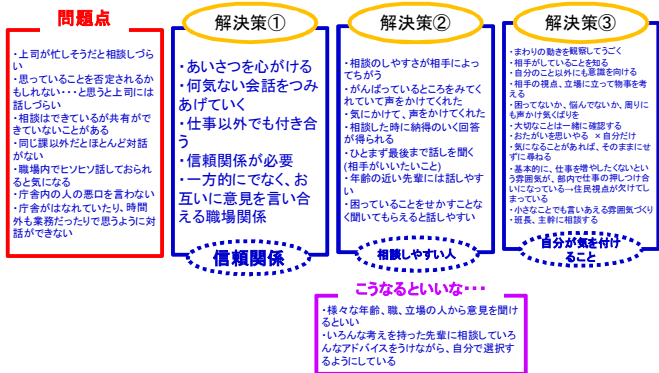 問題点
・上司が忙しそうだと相談しづら
い
・思っていることを否定されるか
もしれない・・・と思うと上司には
話しづらい
・相談はできているが共有がで
きていないことがある
・同じ課以外だとほとんど対話
がない
・職場内でヒソヒソ話しておられ
ると気になる
・庁舎内の人の悪口を言わない
・庁舎がはなれていたり、時間
外も業務だったりで思うように対
話ができない
解決策①
・あいさつを心がける
・何気ない会話をつみ
あげていく
・仕事以外でも付き合
う
・信頼関係が必要
・一方的にでなく、お
互いに意見を言い合
える職場関係
信頼関係
解決策②
・相談のしやすさが相手によっ
てちがう
・がんばっているところをみてく
れていて声をかけてくれた
・気にかけて、声をかけてくれた
・相談した時に納得のいく回答
が得られる
・ひとまず最後まで話しを聞く
(相手がいいたいこと)
・年齢の近い先輩には話しやす
い
・困っていることをせかすことな
く聞いてもらえると話しやすい
相談しやすい人
解決策③
・まわりの動きを観察してうごく
・相手がしていることを知る
・自分のこと以外にも意識を向ける
・相手の視点、立場に立って物事を考
える
・困ってないか、悩んでないか、周りに
も声かけ気くばりを
・大切なことは一緒に確認する
・おたがいを思いやる ×自分だけ
・気になることがあれば、そのままにせ
ずに尋ねる
・基本的に、仕事を増やしたくないとい
う雰囲気が、部内で仕事の押しつけ合
いになっている→住民視点が欠けてし
まっている
・小さなことでも言いあえる雰囲気づくり
・班長、主幹に相談する
自分が気を付け
ること
こうなるといいな・・・
・様々な年齢、職、立場の人から意見を聞け
るといい
・いろんな考えを持った先輩に相談していろ
んなアドバイスをうけながら、自分で選択す
るようにしている